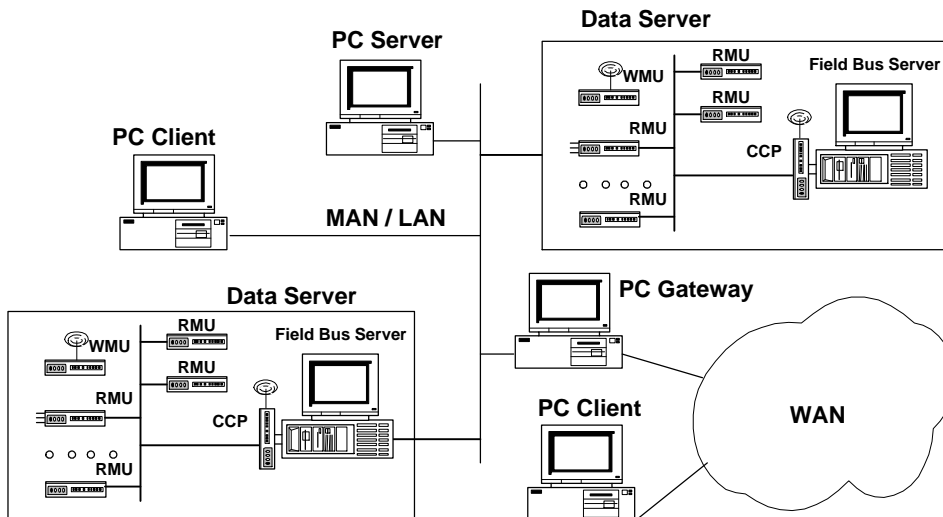 Data Server
PC Server
RMU
Field Bus Server
WMU
RMU
PC Client
RMU
CCP
RMU
MAN / LAN
PC Gateway
Data Server
RMU
Field Bus Server
WMU
RMU
RMU
CCP
PC Client
WAN
RMU